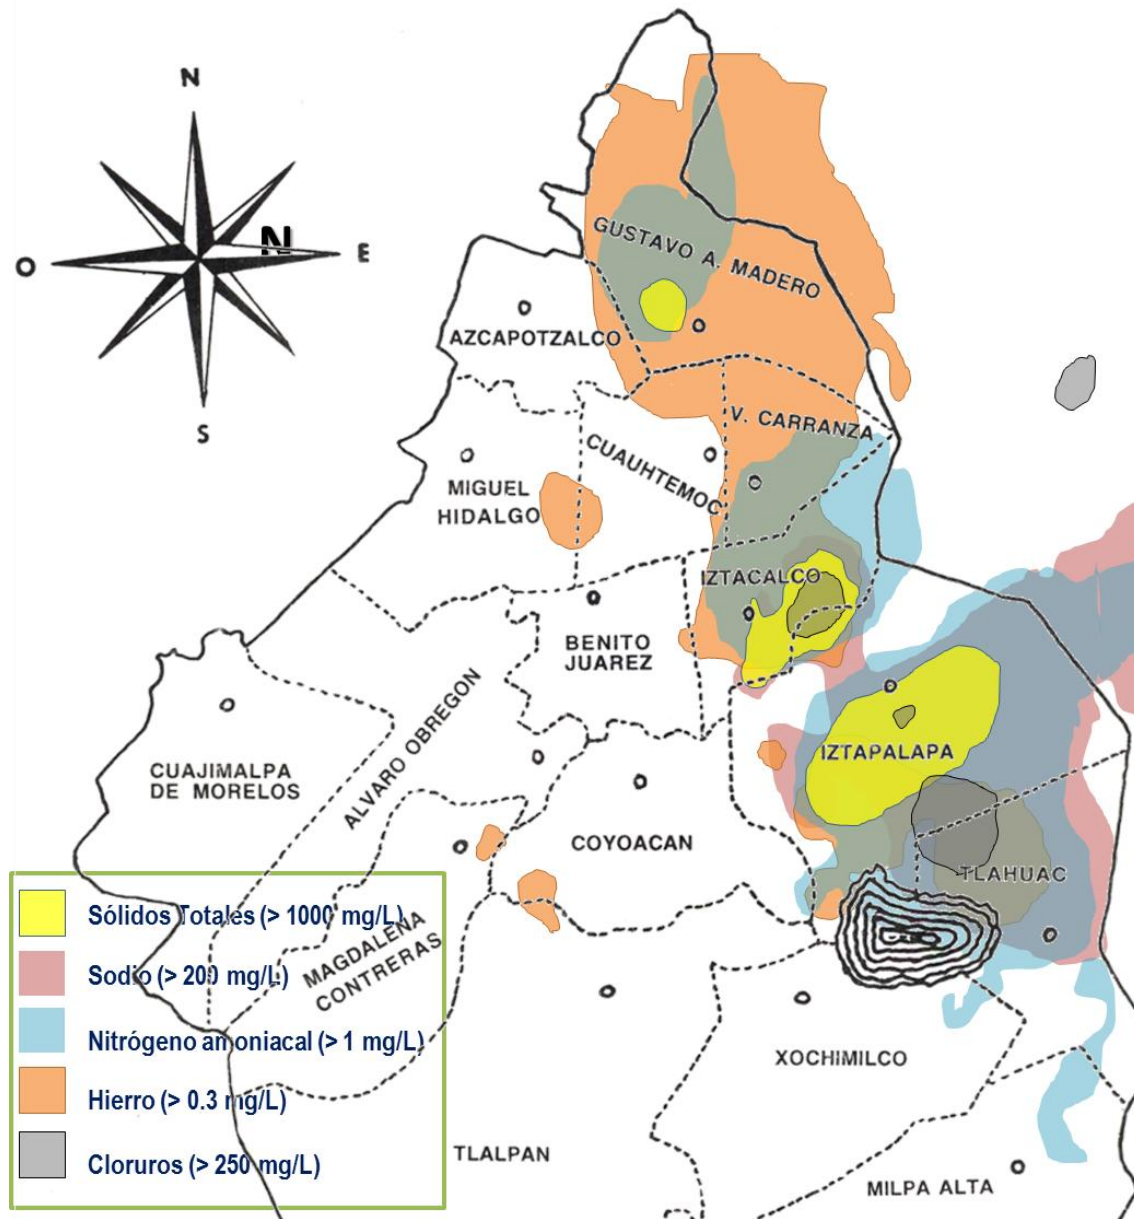 N
N
E
O
S
GUSTAVO A. MADERO
AZCAPOTZALCO
V. CARRANZA
CUAUHTEMOC
MIGUEL
HIDALGO
IZTACALCO
BENITO
JUAREZ
ALVARO OBREGON
CUAJIMALPA
DE MORELOS
IZTAPALAPA
COYOACAN
TLAHUAC
MAGDALENA
CONTRERAS
XOCHIMILCO
TLALPAN
MILPA ALTA
Sólidos Totales (> 1000 mg/L)
Sodio (> 200 mg/L)
Nitrógeno amoniacal (> 1 mg/L)
Hierro (> 0.3 mg/L)
Cloruros (> 250 mg/L)